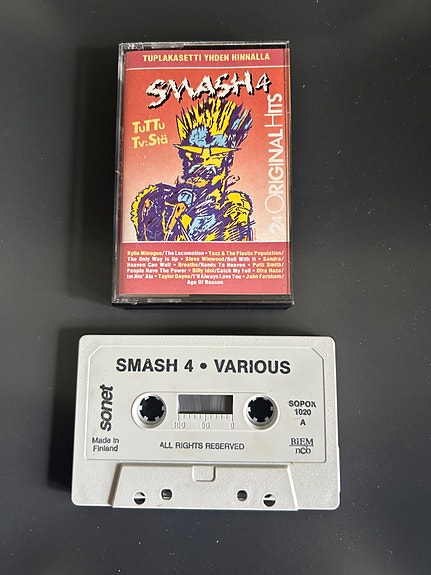 TUPLAKASETTI YHDEN HINNALLA
SMASH 4
TuTTu
Tv:Stä
24 ORIGINAL HITS
Kylie Minogue/The Locomotion • Yazz & The Plastic Population/
The Only Way Is Up • Steve Winwood/Roll With It • Sandra/
Heaven Can Wait • Breathe/Hands To Heaven • Patti Smith/
People Have The Power • Billy Idol/Catch My Fall • Ofra Haza/
Im Nin' Alu • Taylor Dayne/I'll Always Love You • John Farnham/
Age Of Reason
SMASH 4 • VARIOUS
sonet
Made in
Finland
100 50 0
SOPOX
1020
A
BIEM
ncb
ALL RIGHTS RESERVED